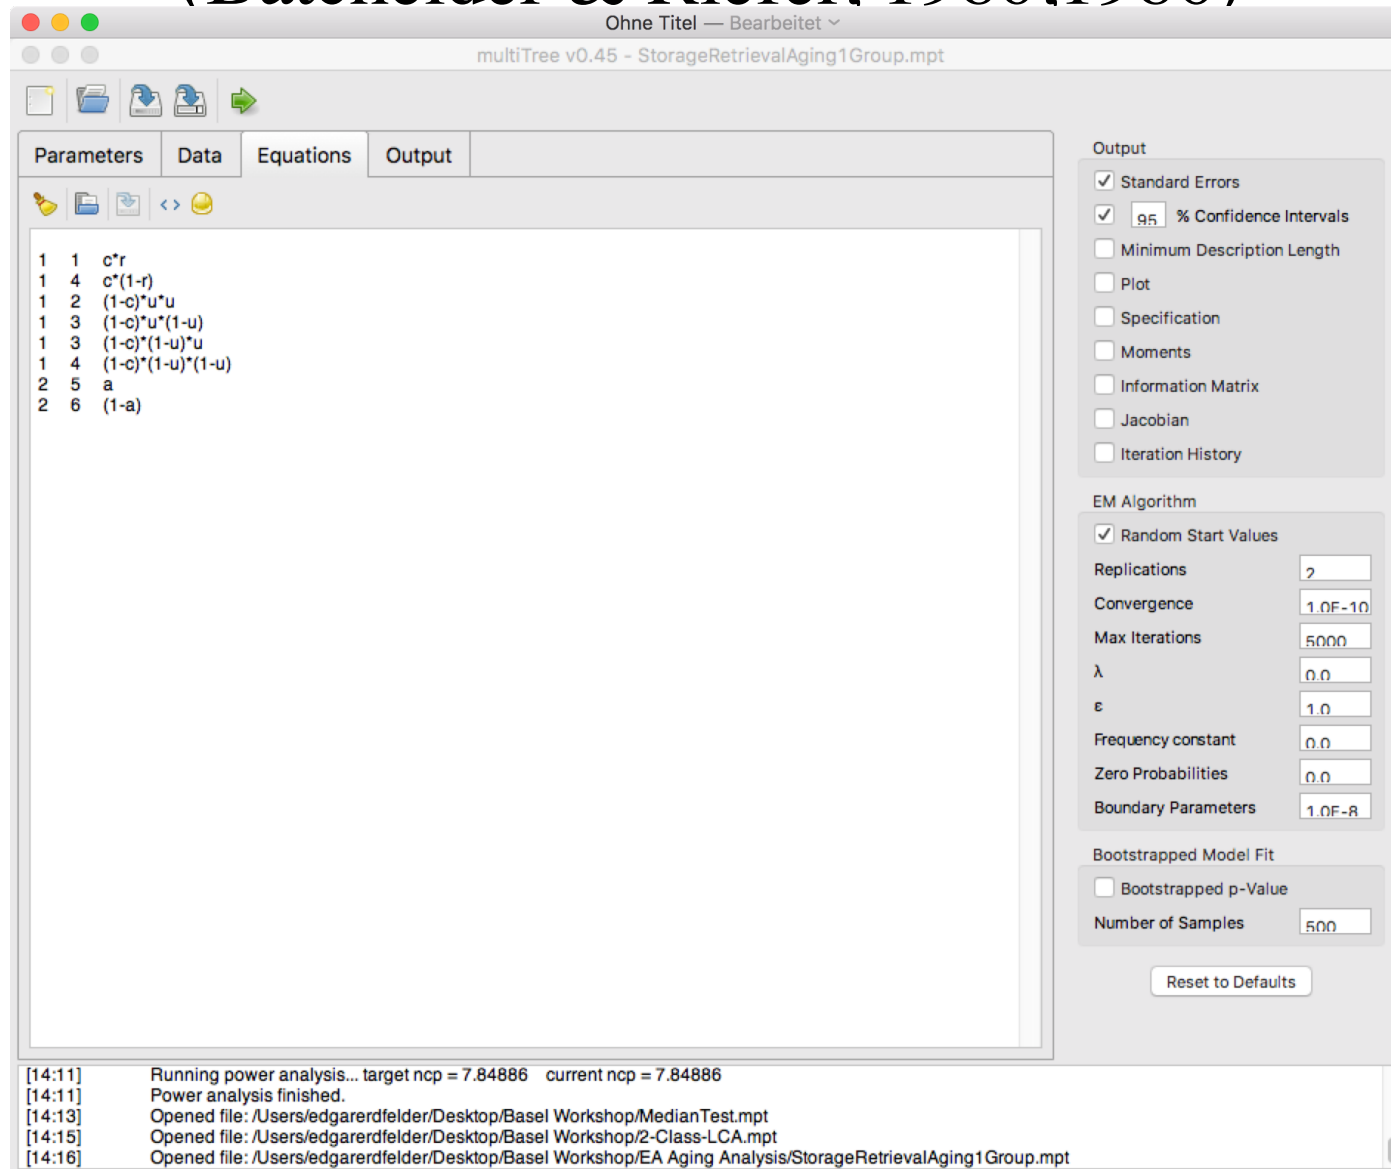 (Batchelder & Riefer, 1980;1986)
Ohne Titel — Bearbeitet
multiTree v0.45 - StorageRetrievalAging1Group.mpt
Parameters Data Equations Output
1 1 c*r
1 4 c*(1-r)
1 2 (1-c)*u*u
1 3 (1-c)*u*(1-u)
1 3 (1-c)*(1-u)*u
1 4 (1-c)*(1-u)*(1-u)
2 5 a
2 6 (1-a)
Output
Standard Errors
95 % Confidence Intervals
Minimum Description Length
Plot
Specification
Moments
Information Matrix
Jacobian
Iteration History
EM Algorithm
Random Start Values
Replications 2
Convergence 1.0E-10
Max Iterations 5000
λ 0.0
ε 1.0
Frequency constant 0.0
Zero Probabilities 0.0
Boundary Parameters 1.0E-8
Bootstrapped Model Fit
Bootstrapped p-Value
Number of Samples 500
Reset to Defaults
[14:11] Running power analysis... target ncp = 7.84886 current ncp = 7.84886
[14:11] Power analysis finished.
[14:13] Opened file: /Users/edgarerdfelder/Desktop/Basel Workshop/MedianTest.mpt
[14:15] Opened file: /Users/edgarerdfelder/Desktop/Basel Workshop/2-Class-LCA.mpt
[14:16] Opened file: /Users/edgarerdfelder/Desktop/Basel Workshop/EA Aging Analysis/StorageRetrievalAging1Group.mpt